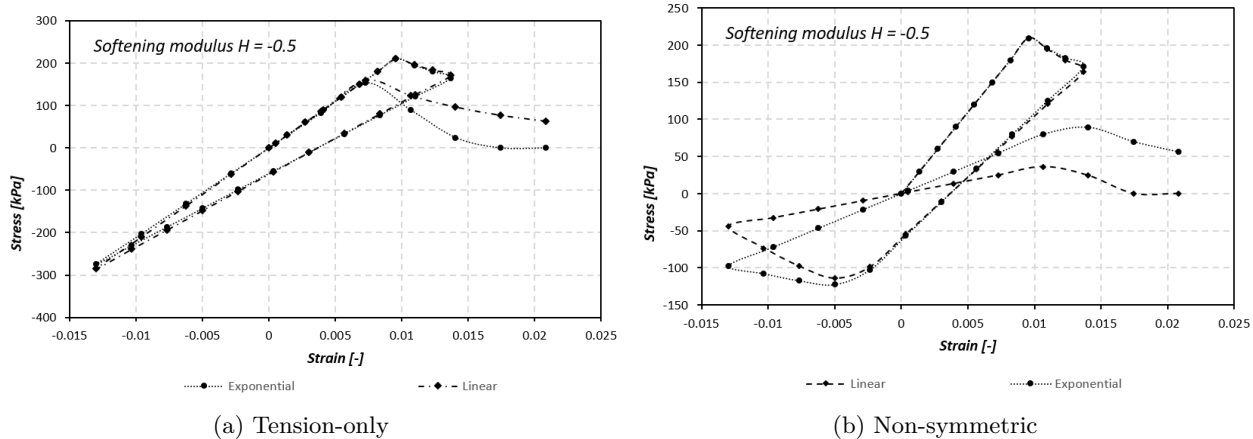 Softening modulus H = -0.5
300
200
100
0
-100
-200
-300
-400
Stress [kPa]
-0.015 -0.01 -0.005 0 0.005 0.01 0.015 0.02 0.025
Strain [-]
Exponential Linear
(a) Tension-only
Softening modulus H = -0.5
250
200
150
100
50
0
-50
-100
-150
Stress [kPa]
-0.015 -0.01 -0.005 0 0.005 0.01 0.015 0.02 0.025
Strain [-]
Linear Exponential
(b) Non-symmetric